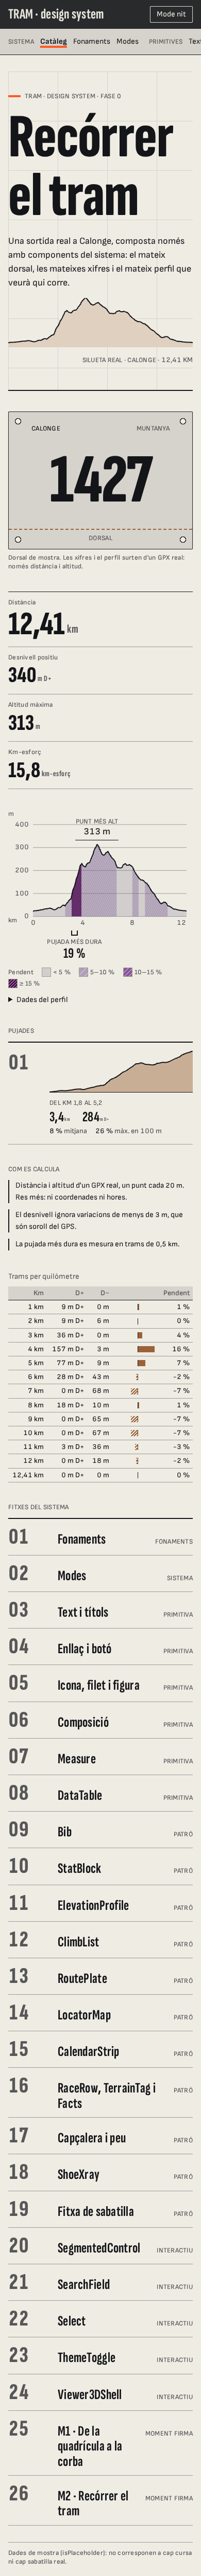 TRAM · design system
Mode nit
SISTEMA Catàleg Fonaments Modes PRIMITIVES Tex
TRAM · DESIGN SYSTEM · FASE 0
Recórrer
el tram
Una sortida real a Calonge, composta només
amb components del sistema: el mateix
dorsal, les mateixes xifres i el mateix perfil que
veurà qui corre.
SILUETA REAL · CALONGE · 12,41 KM
CALONGE
MUNTANYA
1427
DORSAL
Dorsal de mostra. Les xifres i el perfil surten d'un GPX real:
només distància i altitud.
Distància
12,41 km
Desnivell positiu
340 m D+
Altitud màxima
313 m
Km-esforç
15,8 km-esforç
m
PUNT MÉS ALT
313 m
400
300
200
100
0
km
0 4 8 12
PUJADA MÉS DURA
19 %
Pendent < 5 % 5–10 % 10–15 %
≥ 15 %
▶ Dades del perfil
PUJADES
01
DEL KM 1,8 AL 5,2
3,4 km 284 m D+
8 % mitjana 26 % màx. en 100 m
COM ES CALCULA
Distància i altitud d'un GPX real, un punt cada 20 m.
Res més: ni coordenades ni hores.
El desnivell ignora variacions de menys de 3 m, que
són soroll del GPS.
La pujada més dura es mesura en trams de 0,5 km.
Trams per quilòmetre
Km D+ D− Pendent
1 km 9 m D+ 0 m 1 %
2 km 9 m D+ 6 m 0 %
3 km 36 m D+ 0 m 4 %
4 km 157 m D+ 3 m 16 %
5 km 77 m D+ 9 m 7 %
6 km 28 m D+ 43 m −2 %
7 km 0 m D+ 68 m −7 %
8 km 18 m D+ 10 m 1 %
9 km 0 m D+ 65 m −7 %
10 km 0 m D+ 67 m −7 %
11 km 3 m D+ 36 m −3 %
12 km 0 m D+ 18 m −2 %
12,41 km 0 m D+ 0 m 0 %
FITXES DEL SISTEMA
01 Fonaments FONAMENTS
02 Modes SISTEMA
03 Text i títols PRIMITIVA
04 Enllaç i botó PRIMITIVA
05 Icona, filet i figura PRIMITIVA
06 Composició PRIMITIVA
07 Measure PRIMITIVA
08 DataTable PRIMITIVA
09 Bib PATRÓ
10 StatBlock PATRÓ
11 ElevationProfile PATRÓ
12 ClimbList PATRÓ
13 RoutePlate PATRÓ
14 LocatorMap PATRÓ
15 CalendarStrip PATRÓ
16 RaceRow, TerrainTag i PATRÓ
Facts
17 Capçalera i peu PATRÓ
18 ShoeXray PATRÓ
19 Fitxa de sabatilla PATRÓ
20 SegmentedControl INTERACTIU
21 SearchField INTERACTIU
22 Select INTERACTIU
23 ThemeToggle INTERACTIU
24 Viewer3DShell INTERACTIU
25 M1 · De la MOMENT FIRMA
quadrícula a la
corba
26 M2 · Recórrer el MOMENT FIRMA
tram
Dades de mostra (isPlaceholder): no corresponen a cap cursa
ni cap sabatilla real.